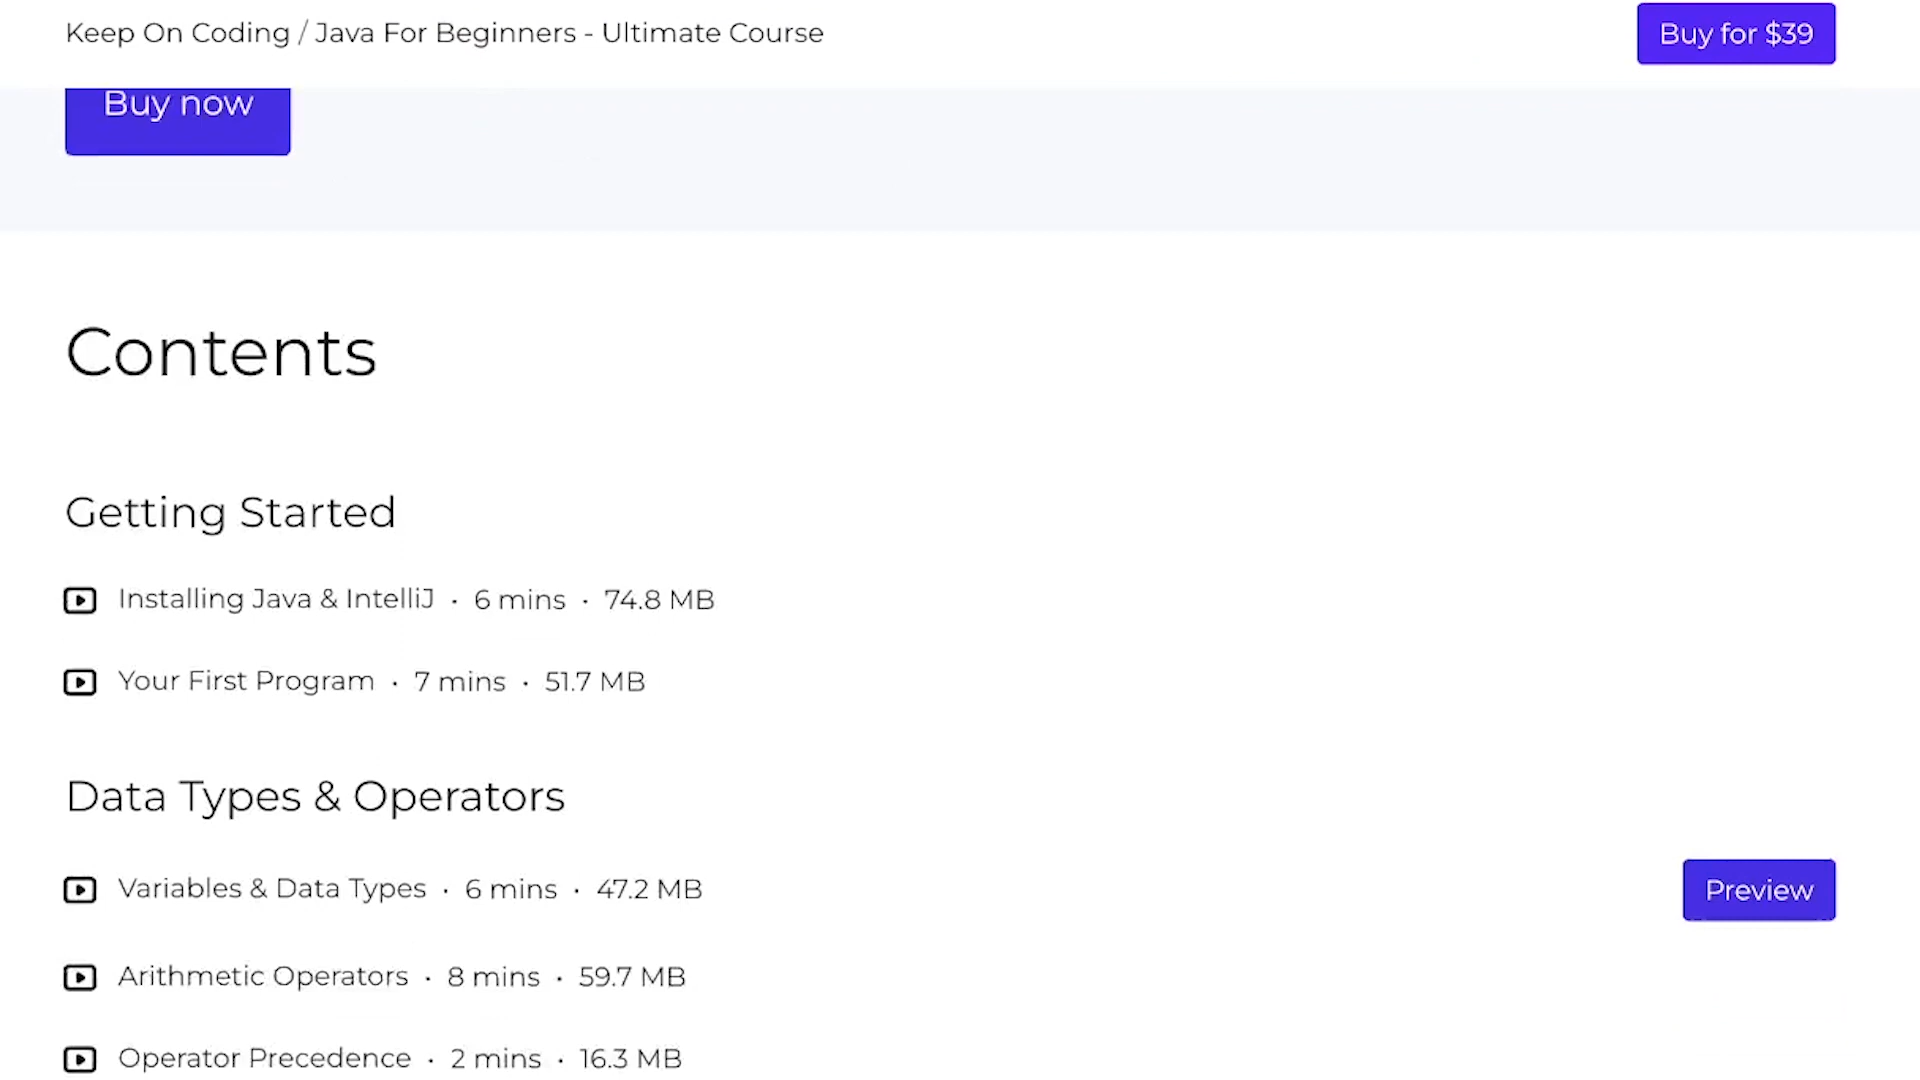 Keep On Coding / Java For Beginners - Ultimate Course
Buy for $39
Buy now
Contents
Getting Started
Installing Java & IntelliJ · 6 mins · 74.8 MB
Your First Program · 7 mins · 51.7 MB
Data Types & Operators
Variables & Data Types · 6 mins · 47.2 MB
Preview
Arithmetic Operators · 8 mins · 59.7 MB
Operator Precedence · 2 mins · 16.3 MB